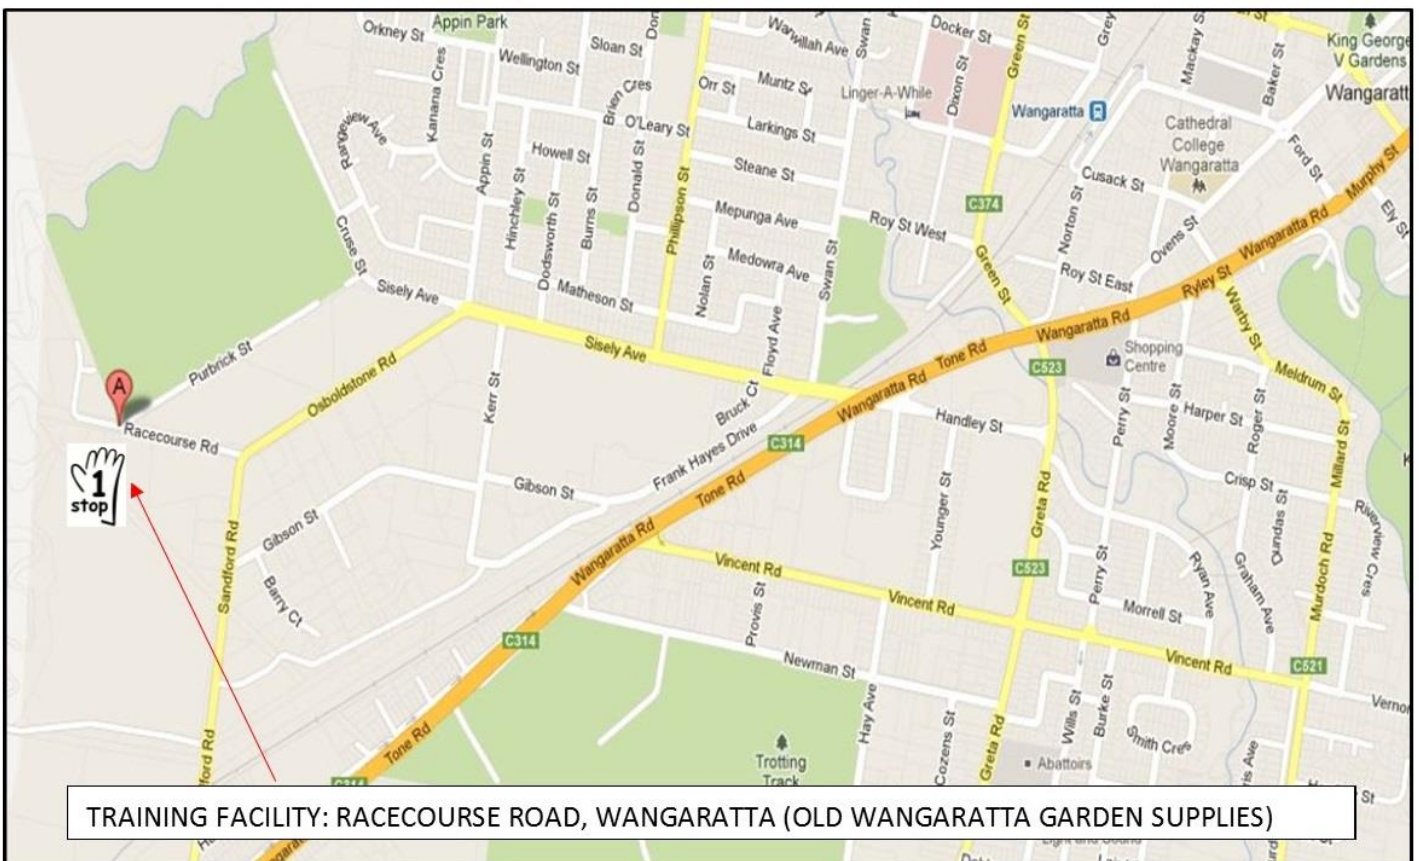 Appin Park
Orkney St
Kanana Cres
Wellington St
Sloan St
Docker St
Green St
Swan St
Mackay St
Baker St
King George
V Gardens
Rangeview Ave
Brien Cres
Orr St
Muntz St
Linger-A-While
Dixon St
Wangaratta
O'Leary St
Larkings St
Cathedral
College
Wangaratta
Ford St
Murphy St
Appin St
Howell St
Donald St
Steane St
Cusack St
Hinchley St
Dodsworth St
Burns St
Phillipson St
Mepunga Ave
C374
Roy St West
Norton St
Ovens St
Wangaratta Rd
Ely St
Cruse St
Medowra Ave
Swan St
Green St
Roy St East
Ryley St
Sisely Ave
Matheson St
Nolan St
Floyd Ave
Wangaratta Rd
Warby St
Purbrick St
Osboldstone Rd
Sisely Ave
Tone Rd
C523
Shopping
Centre
Meldrum St
A
Kerr St
Bruck Ct
Wangaratta Rd
Handley St
Perry St
Moore St
Harper St
Roger St
Millard St
Racecourse Rd
Frank Hayes Drive
C314
1
stop
Gibson St
Tone Rd
Younger St
Greta Rd
Crisp St
Dundas St
Riverview Cres
Gibson St
Wangaratta Rd
Sandford Rd
Barry Ct
Vincent Rd
C523
Perry St
Ryan Ave
Graham Ave
Murdoch Rd
Provis St
Vincent Rd
Morrell St
C314
Newman St
Vincent Rd
C521
Hay Ave
Wills St
Burke St
Tone Rd
Trotting
Track
Cozens St
Greta Rd
Smith Cres
Abattoirs
TRAINING FACILITY: RACECOURSE ROAD, WANGARATTA (OLD WANGARATTA GARDEN SUPPLIES)